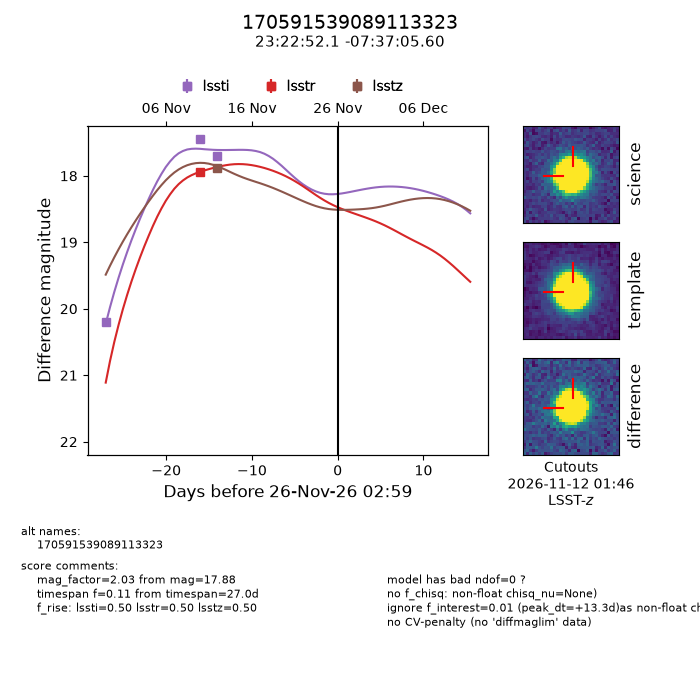 170591539089113323
23:22:52.1 -07:37:05.60
lssti lsstr lsstz
06 Nov 16 Nov 26 Nov 06 Dec
18
19
20
21
22
Difference magnitude
−20 −10 0 10
Days before 26-Nov-26 02:59
science
template
difference
Cutouts
2026-11-12 01:46
LSST-z
alt names:
170591539089113323
score comments:
mag_factor=2.03 from mag=17.88
timespan f=0.11 from timespan=27.0d
f_rise: lssti=0.50 lsstr=0.50 lsstz=0.50
model has bad ndof=0 ?
no f_chisq: non-float chisq_nu=None)
ignore f_interest=0.01 (peak_dt=+13.3d)as non-float ch
no CV-penalty (no 'diffmaglim' data)